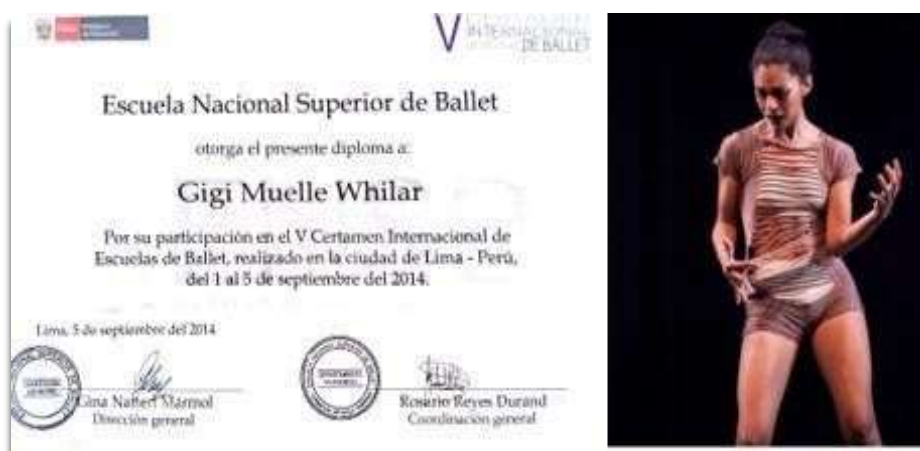 V
INTERNACIONAL
DE BALLET
Escuela Nacional Superior de Ballet
otorga el presente diploma a:
Gigi Muelle Whilar
Por su participación en el V Certamen Internacional de
Escuelas de Ballet, realizado en la ciudad de Lima - Perú,
del 1 al 5 de septiembre del 2014.
Lima, 5 de septiembre del 2014
Gina Natteri Mármol
Dirección general
Rosario Reyes Durand
Coordinación general